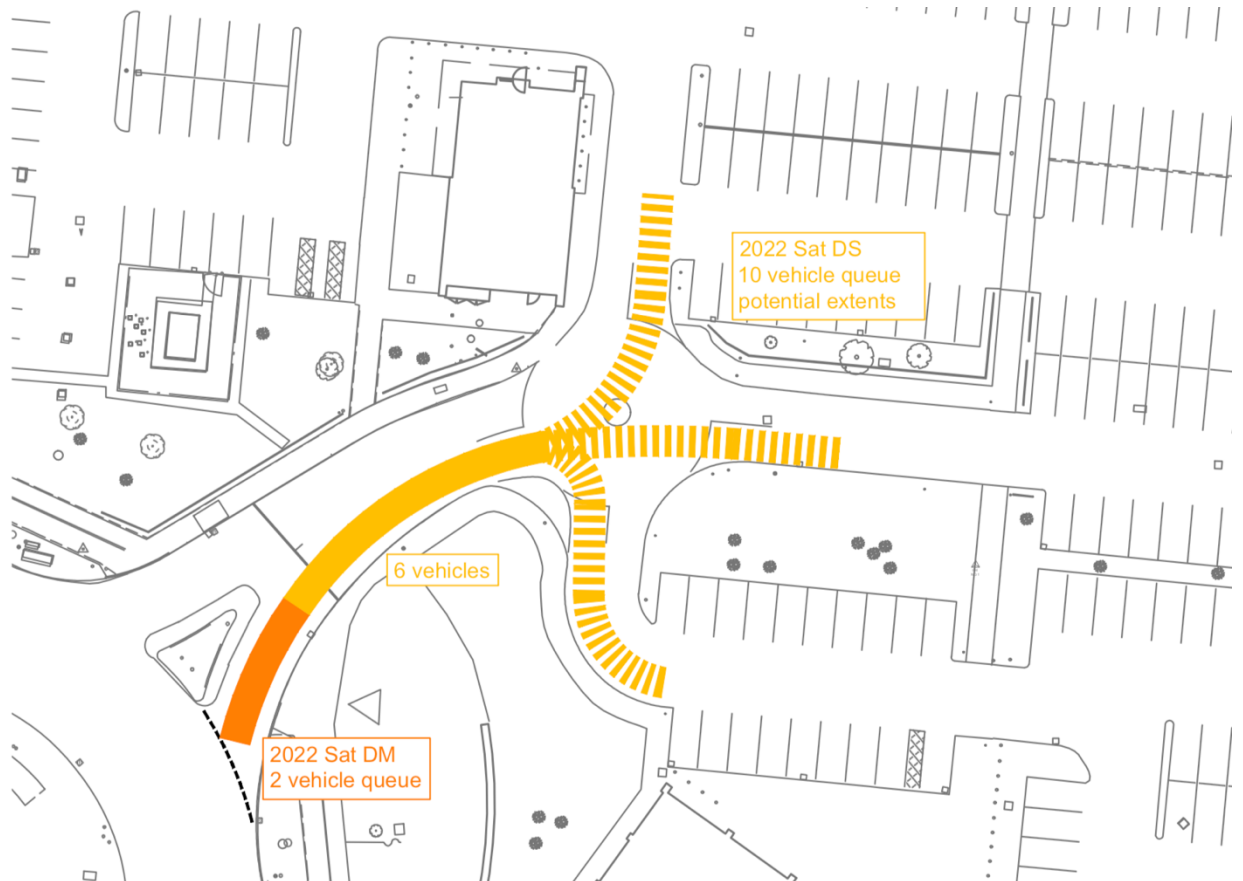 2022 Sat DS
10 vehicle queue
potential extents
6 vehicles
2022 Sat DM
2 vehicle queue